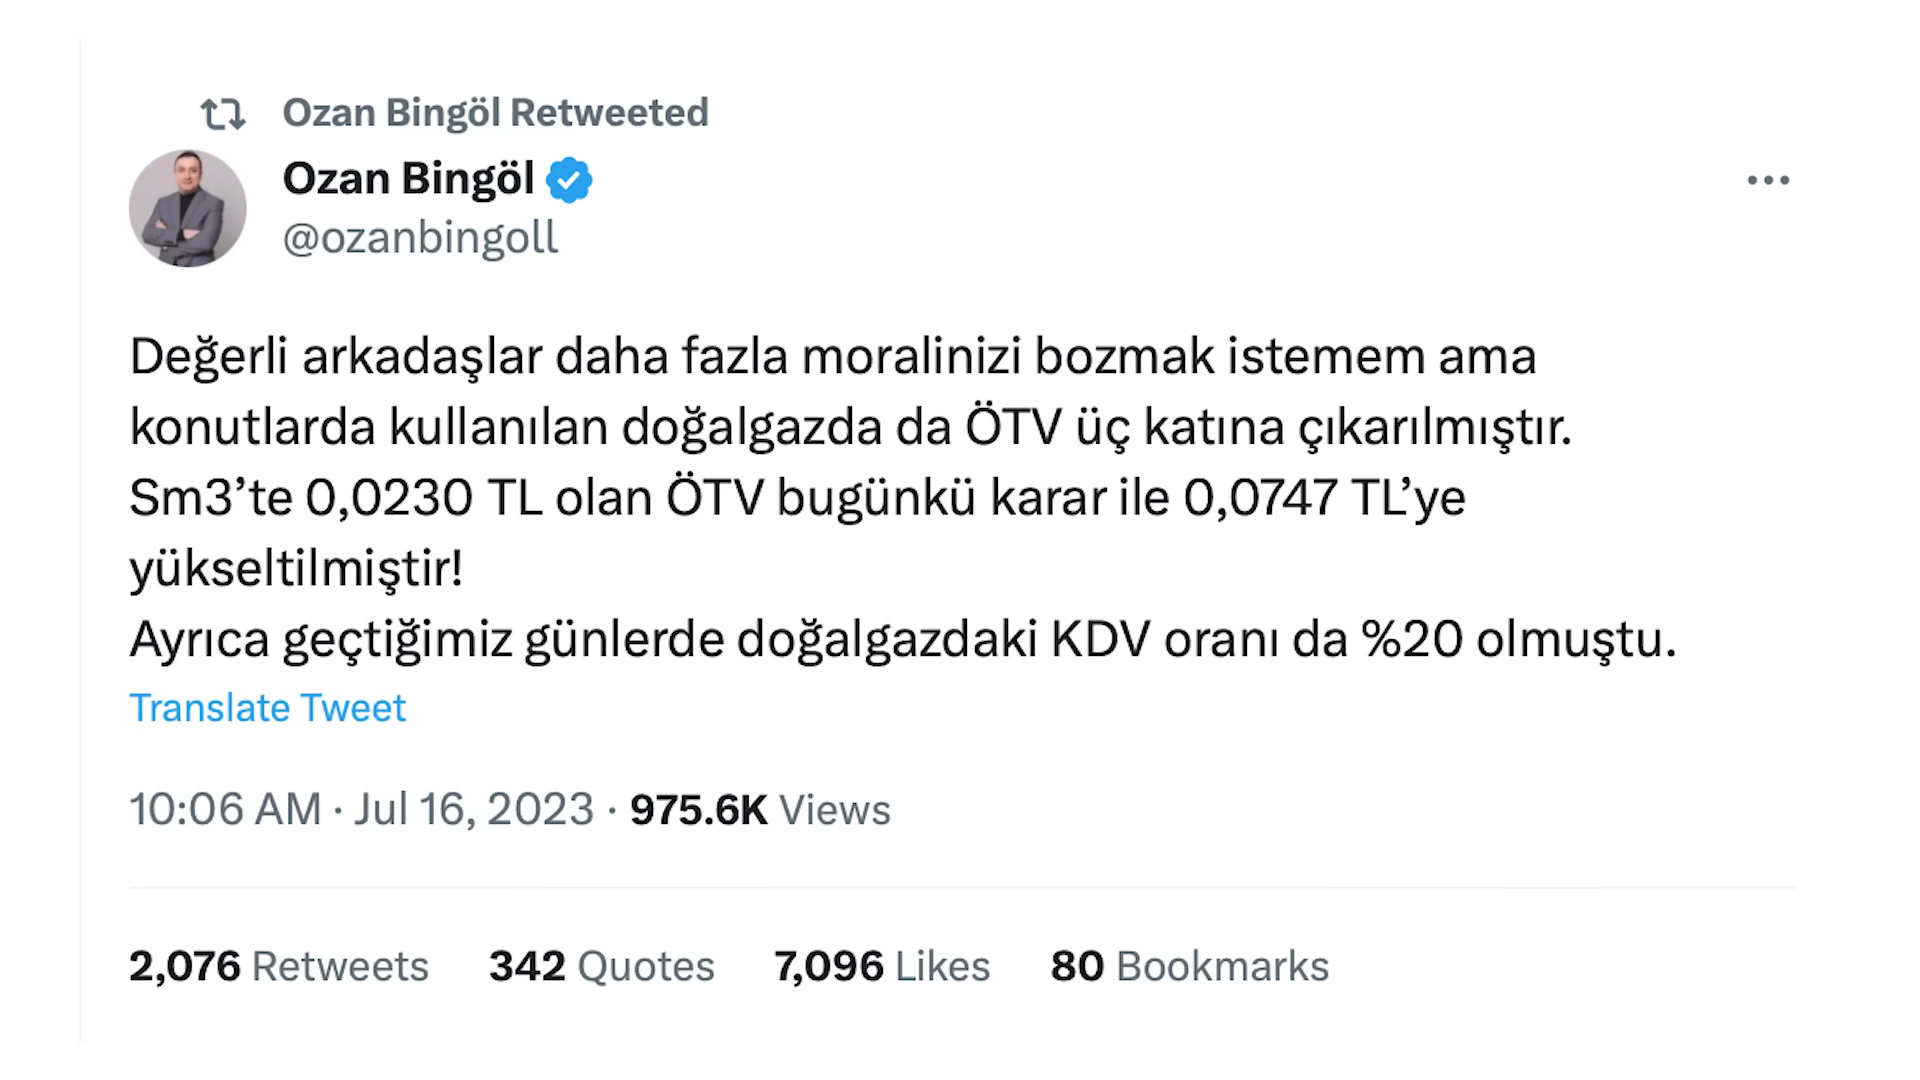 Ozan Bingöl Retweeted
Ozan Bingöl
@ozanbingoll
Değerli arkadaşlar daha fazla moralinizi bozmak istemem ama
konutlarda kullanılan doğalgazda da ÖTV üç katına çıkarılmıştır.
Sm3’te 0,0230 TL olan ÖTV bugünkü karar ile 0,0747 TL’ye
yükseltilmiştir!
Ayrıca geçtiğimiz günlerde doğalgazdaki KDV oranı da %20 olmuştu.
Translate Tweet
10:06 AM · Jul 16, 2023 · 975.6K Views
2,076 Retweets 342 Quotes 7,096 Likes 80 Bookmarks